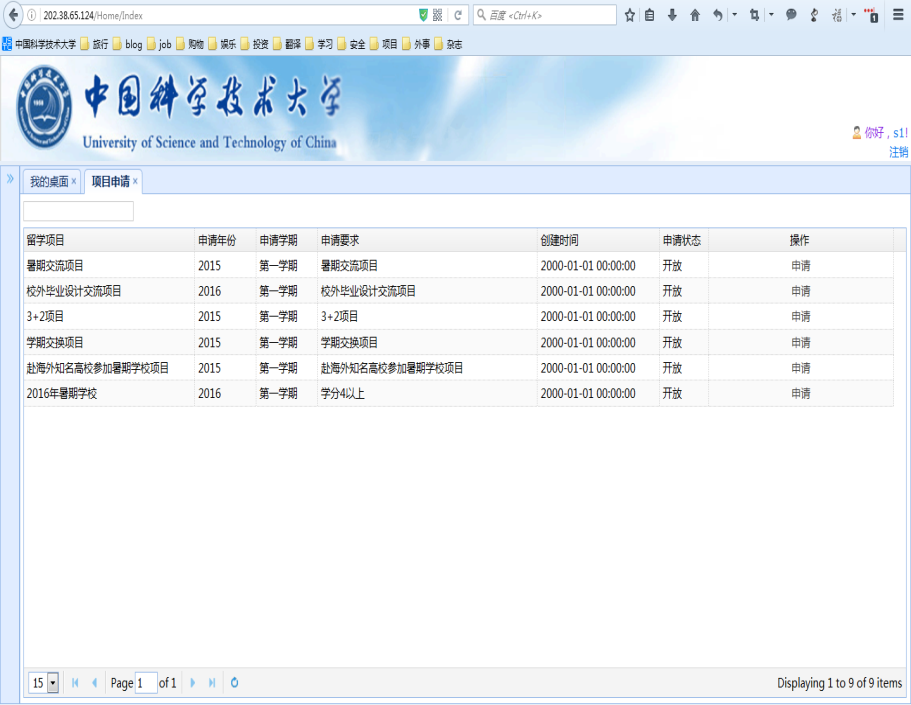 202.38.65.124/Home/Index
百度 <Ctrl+K>
中国科学技术大学 旅行 blog job 购物 娱乐 投资 翻译 学习 安全 项目 外事 杂志
中国科学技术大学
University of Science and Technology of China
你好，s1!
注销
我的桌面 × 项目申请 ×
留学项目 申请年份 申请学期 申请要求 创建时间 申请状态 操作
暑期交流项目 2015 第一学期 暑期交流项目 2000-01-01 00:00:00 开放 申请
校外毕业设计交流项目 2016 第一学期 校外毕业设计交流项目 2000-01-01 00:00:00 开放 申请
3+2项目 2015 第一学期 3+2项目 2000-01-01 00:00:00 开放 申请
学期交换项目 2015 第一学期 学期交换项目 2000-01-01 00:00:00 开放 申请
赴海外知名高校参加暑期学校项目 2015 第一学期 赴海外知名高校参加暑期学校项目 2000-01-01 00:00:00 开放 申请
2016年暑期学校 2016 第一学期 学分4以上 2000-01-01 00:00:00 开放 申请
15 Page 1 of 1 Displaying 1 to 9 of 9 items